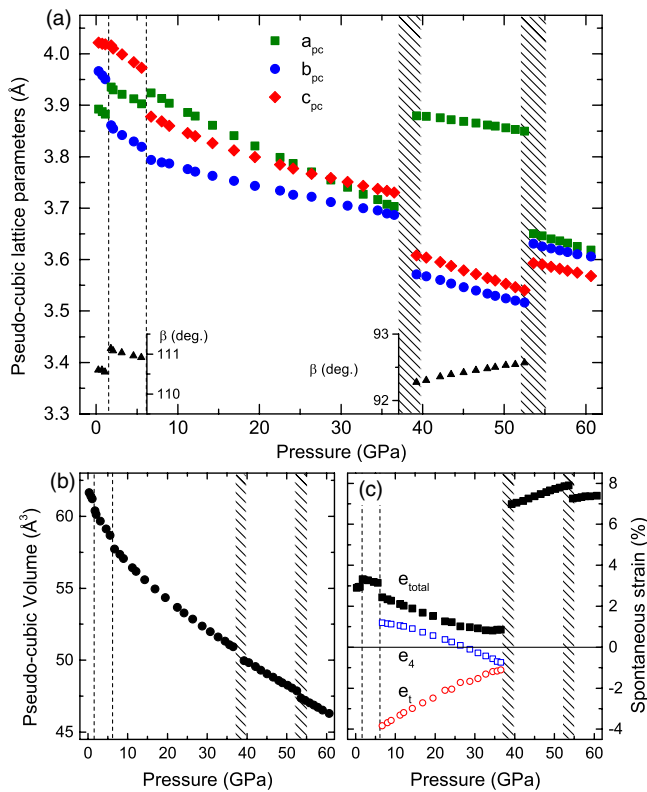 (a)
a_pc
b_pc
c_pc
Pseudo-cubic lattice parameters (Å)
4.0
3.9
3.8
3.7
3.6
3.5
3.4
3.3
β (deg.)
111
110
β (deg.)
93
92
0 10 20 30 40 50 60
Pressure (GPa)
(b)
Pseudo-cubic Volume (Å³)
60
55
50
45
0 10 20 30 40 50 60
Pressure (GPa)
(c)
e_total
e_4
e_t
8
6
4
2
0
-2
-4
Spontaneous strain (%)
0 10 20 30 40 50 60
Pressure (GPa)